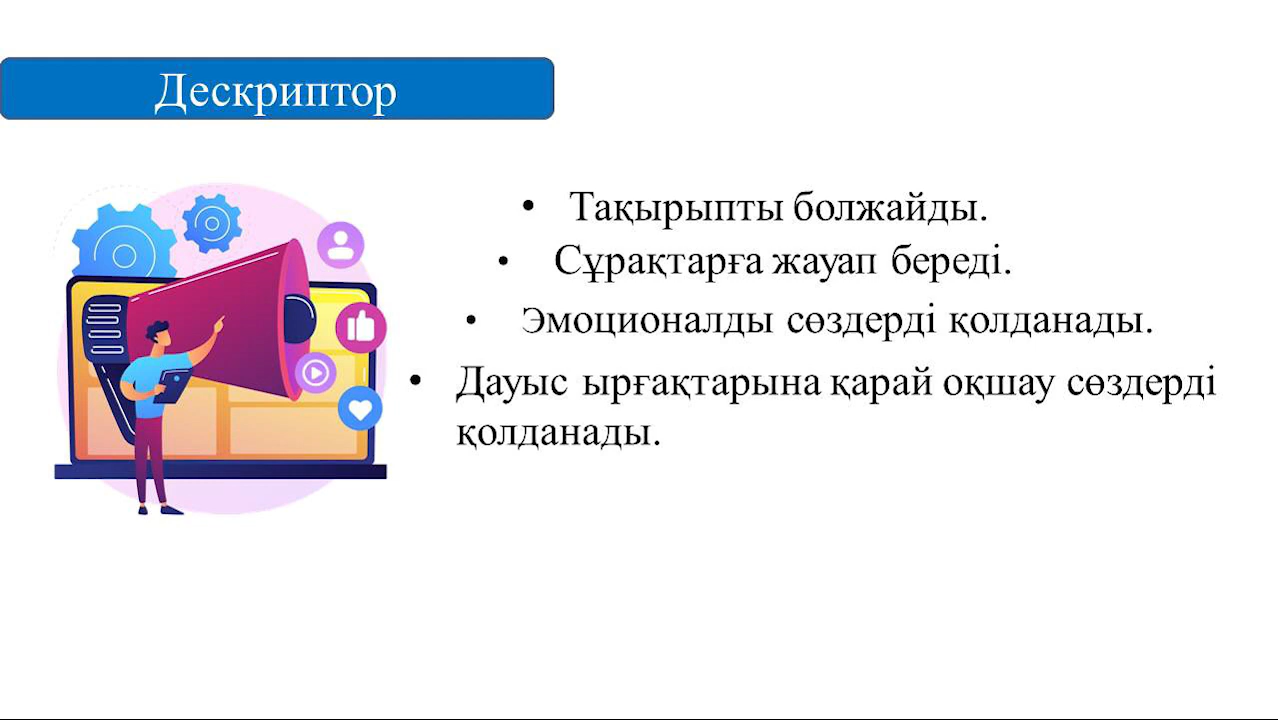 Дескриптор
• Тақырыпты болжайды.
• Сұрақтарға жауап береді.
• Эмоционалды сөздерді қолданады.
• Дауыс ырғақтарына қарай оқшау сөздерді
қолданады.